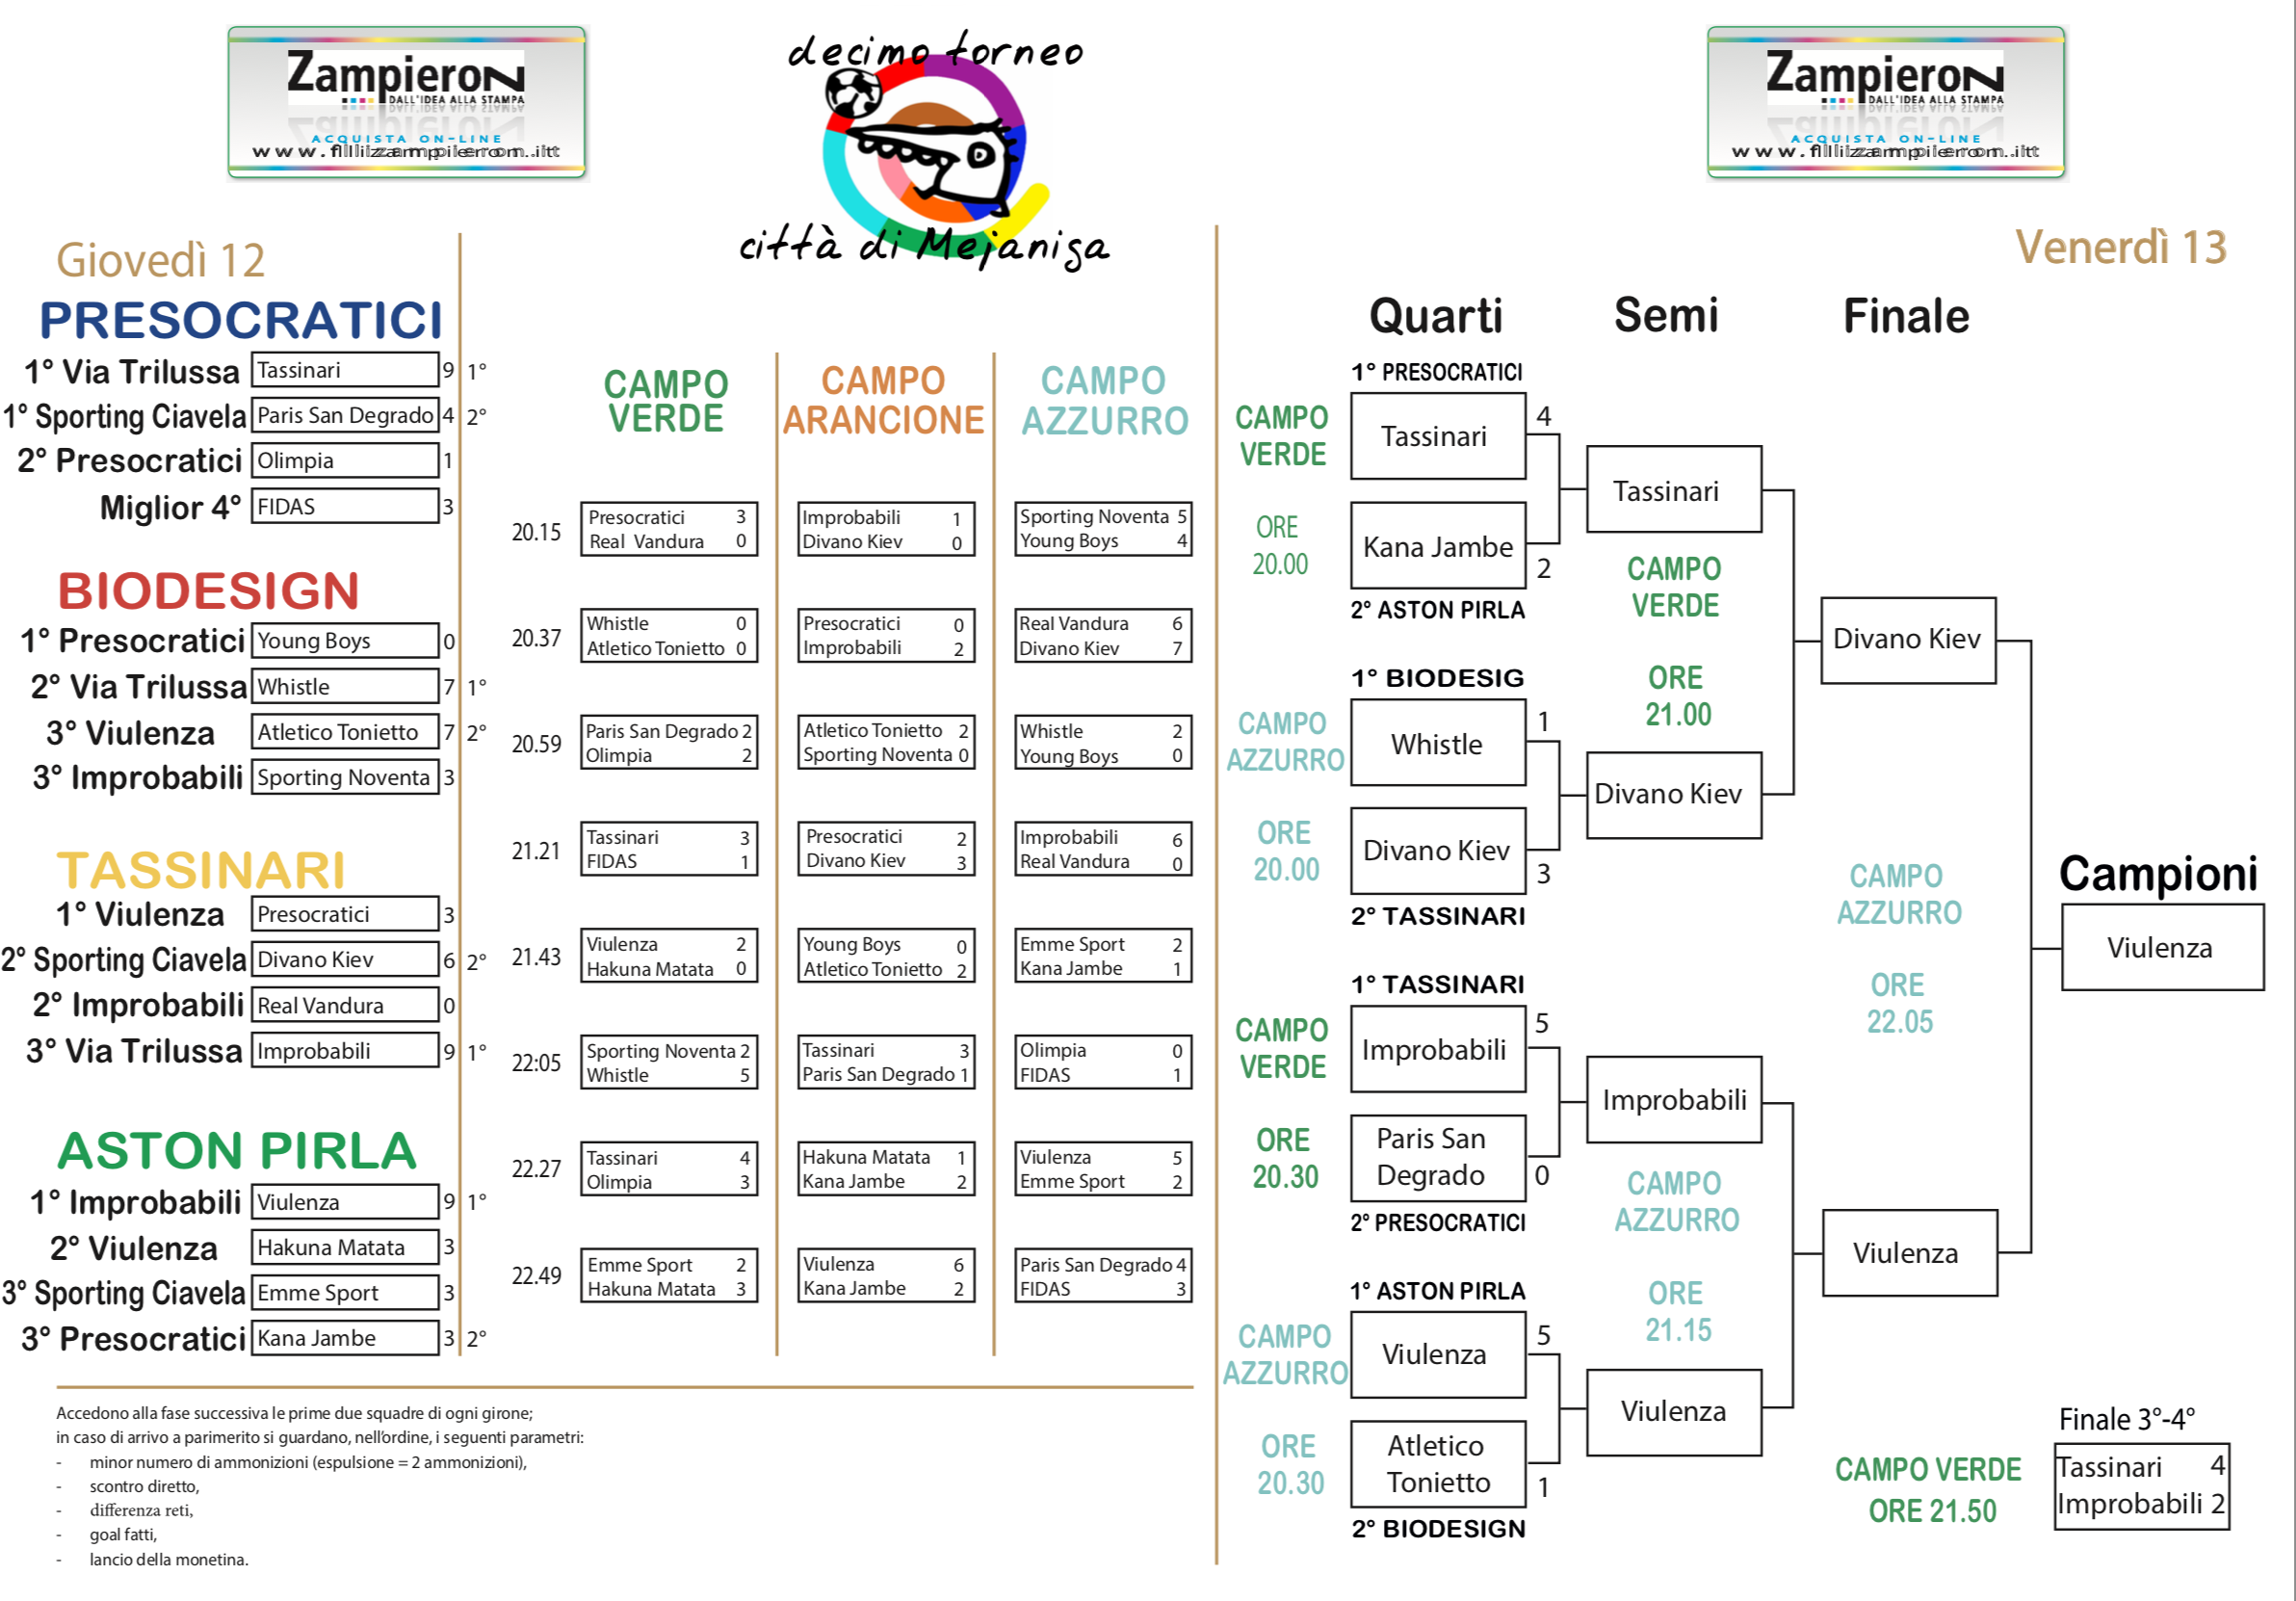 Zampieron
DALL'IDEA ALLA STAMPA
ACQUISTA ON-LINE
decimo torneo
città di Mejaniga
Zampieron
DALL'IDEA ALLA STAMPA
ACQUISTA ON-LINE
Giovedì 12
PRESOCRATICI
1° Via Trilussa Tassinari 9 1°
1° Sporting Ciavela Paris San Degrado 4 2°
2° Presocratici Olimpia 1
Miglior 4° FIDAS 3
BIODESIGN
1° Presocratici Young Boys 0
2° Via Trilussa Whistle 7 1°
3° Viulenza Atletico Tonietto 7 2°
3° Improbabili Sporting Noventa 3
TASSINARI
1° Viulenza Presocratici 3
2° Sporting Ciavela Divano Kiev 6 2°
2° Improbabili Real Vandura 0
3° Via Trilussa Improbabili 9 1°
ASTON PIRLA
1° Improbabili Viulenza 9 1°
2° Viulenza Hakuna Matata 3
3° Sporting Ciavela Emme Sport 3
3° Presocratici Kana Jambe 3 2°
CAMPO
VERDE
CAMPO
ARANCIONE
CAMPO
AZZURRO
20.15
Presocratici 3
Real Vandura 0
Improbabili 1
Divano Kiev 0
Sporting Noventa 5
Young Boys 4
20.37
Whistle 0
Atletico Tonietto 0
Presocratici 0
Improbabili 2
Real Vandura 6
Divano Kiev 7
20.59
Paris San Degrado 2
Olimpia 2
Atletico Tonietto 2
Sporting Noventa 0
Whistle 2
Young Boys 0
21.21
Tassinari 3
FIDAS 1
Presocratici 2
Divano Kiev 3
Improbabili 6
Real Vandura 0
21.43
Viulenza 2
Hakuna Matata 0
Young Boys 0
Atletico Tonietto 2
Emme Sport 2
Kana Jambe 1
22:05
Sporting Noventa 2
Whistle 5
Tassinari 3
Paris San Degrado 1
Olimpia 0
FIDAS 1
22.27
Tassinari 4
Olimpia 3
Hakuna Matata 1
Kana Jambe 2
Viulenza 5
Emme Sport 2
22.49
Emme Sport 2
Hakuna Matata 3
Viulenza 6
Kana Jambe 2
Paris San Degrado 4
FIDAS 3
Accedono alla fase successiva le prime due squadre di ogni girone;
in caso di arrivo a parimerito si guardano, nell'ordine, i seguenti parametri:
- minor numero di ammonizioni (espulsione = 2 ammonizioni),
- scontro diretto,
- differenza reti,
- goal fatti,
- lancio della monetina.
Venerdì 13
Quarti
Semi
Finale
1° PRESOCRATICI
CAMPO
VERDE
ORE
20.00
Tassinari 4
Kana Jambe 2
2° ASTON PIRLA
1° BIODESIG
CAMPO
AZZURRO
ORE
20.00
Whistle 1
Divano Kiev 3
2° TASSINARI
1° TASSINARI
CAMPO
VERDE
ORE
20.30
Improbabili 5
Paris San
Degrado 0
2° PRESOCRATICI
1° ASTON PIRLA
CAMPO
AZZURRO
ORE
20.30
Viulenza 5
Atletico
Tonietto 1
2° BIODESIGN
Tassinari
CAMPO
VERDE
ORE
21.00
Divano Kiev
Improbabili
CAMPO
AZZURRO
ORE
21.15
Viulenza
Divano Kiev
CAMPO
AZZURRO
ORE
22.05
Viulenza
Campioni
Viulenza
Finale 3°-4°
CAMPO VERDE
ORE 21.50
Tassinari 4
Improbabili 2